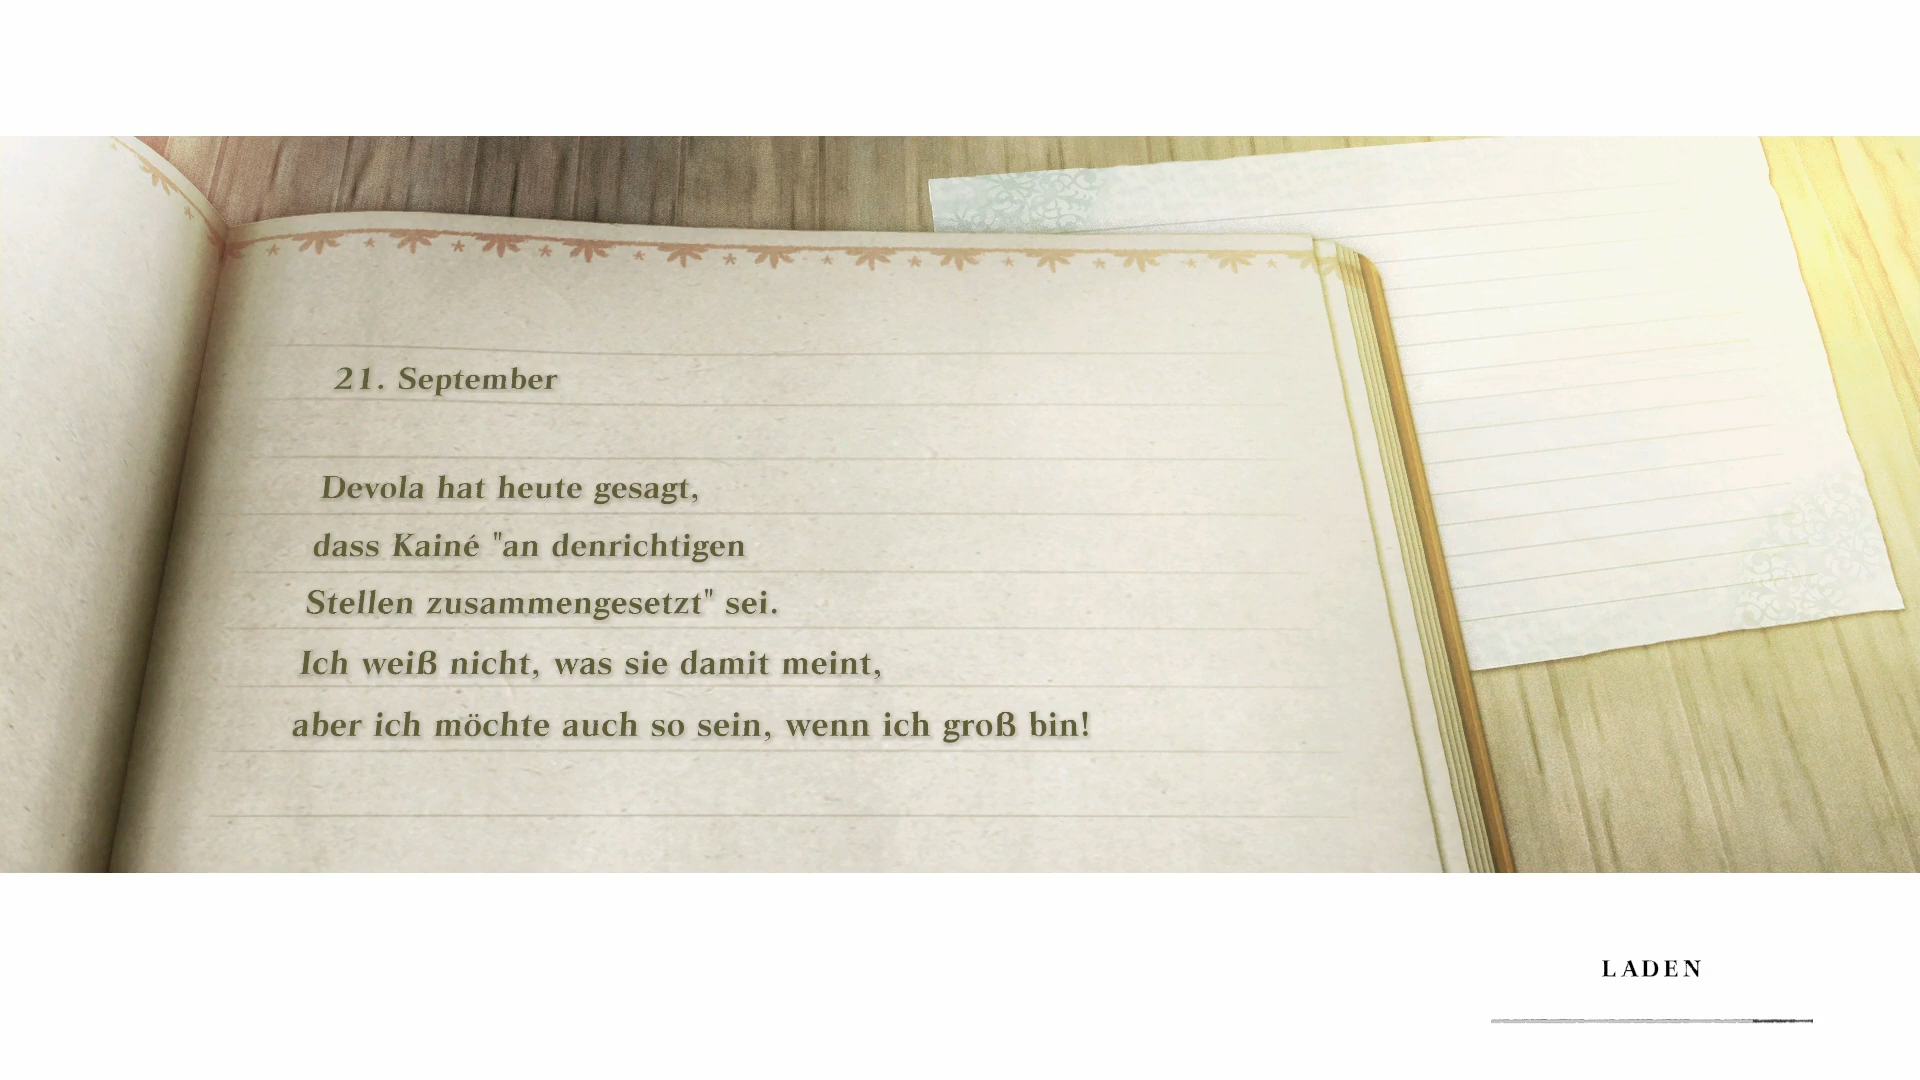 21. September
Devola hat heute gesagt,
dass Kainé "an denrichtigen
Stellen zusammengesetzt" sei.
Ich weiß nicht, was sie damit meint,
aber ich möchte auch so sein, wenn ich groß bin!
LADEN